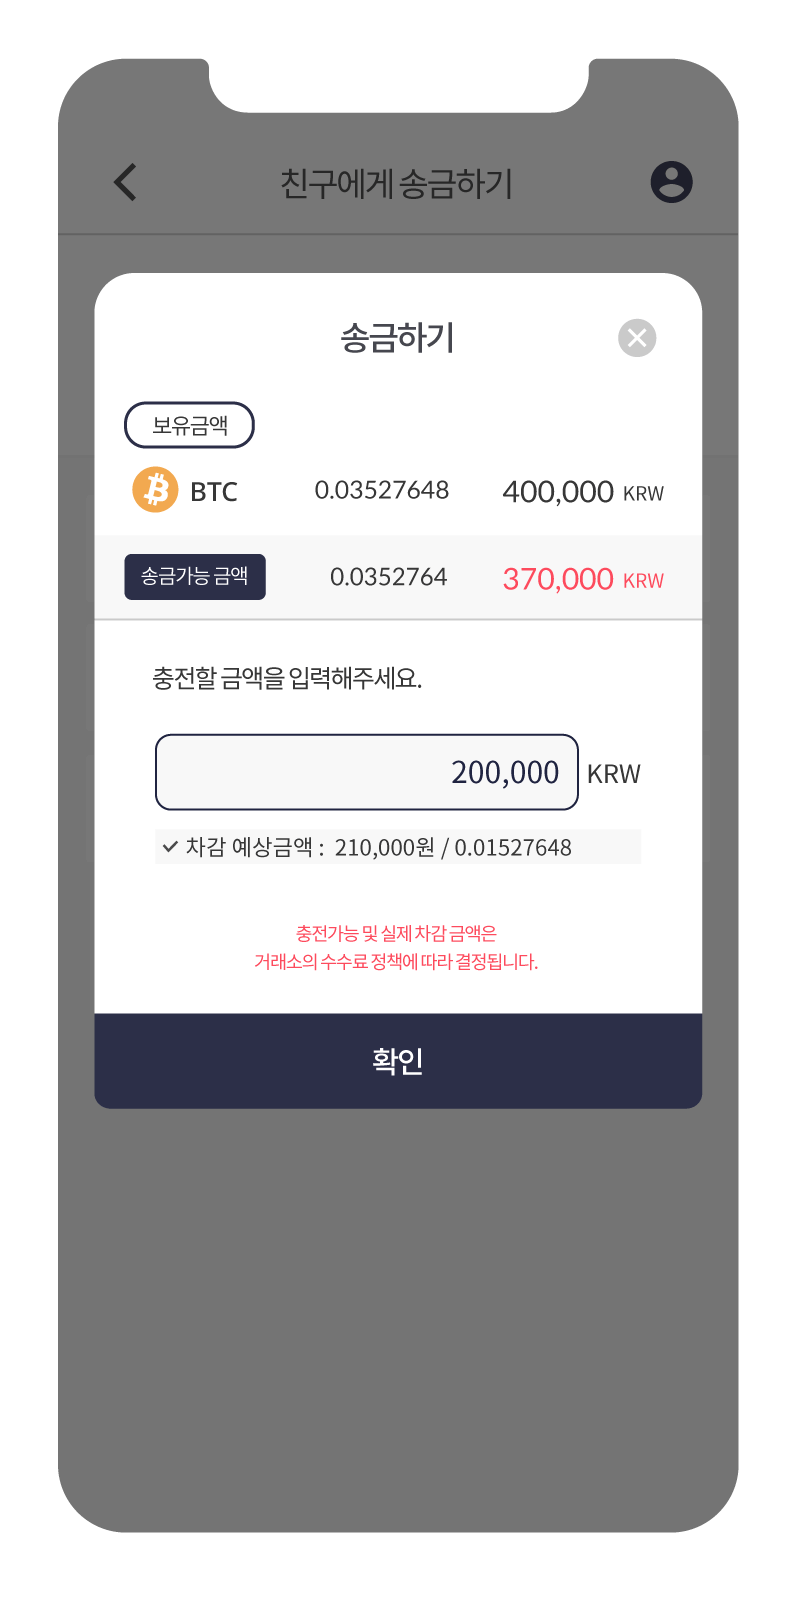 친구에게 송금하기
송금하기
보유금액
BTC 0.03527648 400,000 KRW
송금가능 금액 0.0352764 370,000 KRW
충전할 금액을 입력해주세요.
200,000 KRW
차감 예상금액 : 210,000원 / 0.01527648
충전가능 및 실제 차감 금액은
거래소의 수수료 정책에 따라 결정됩니다.
확인